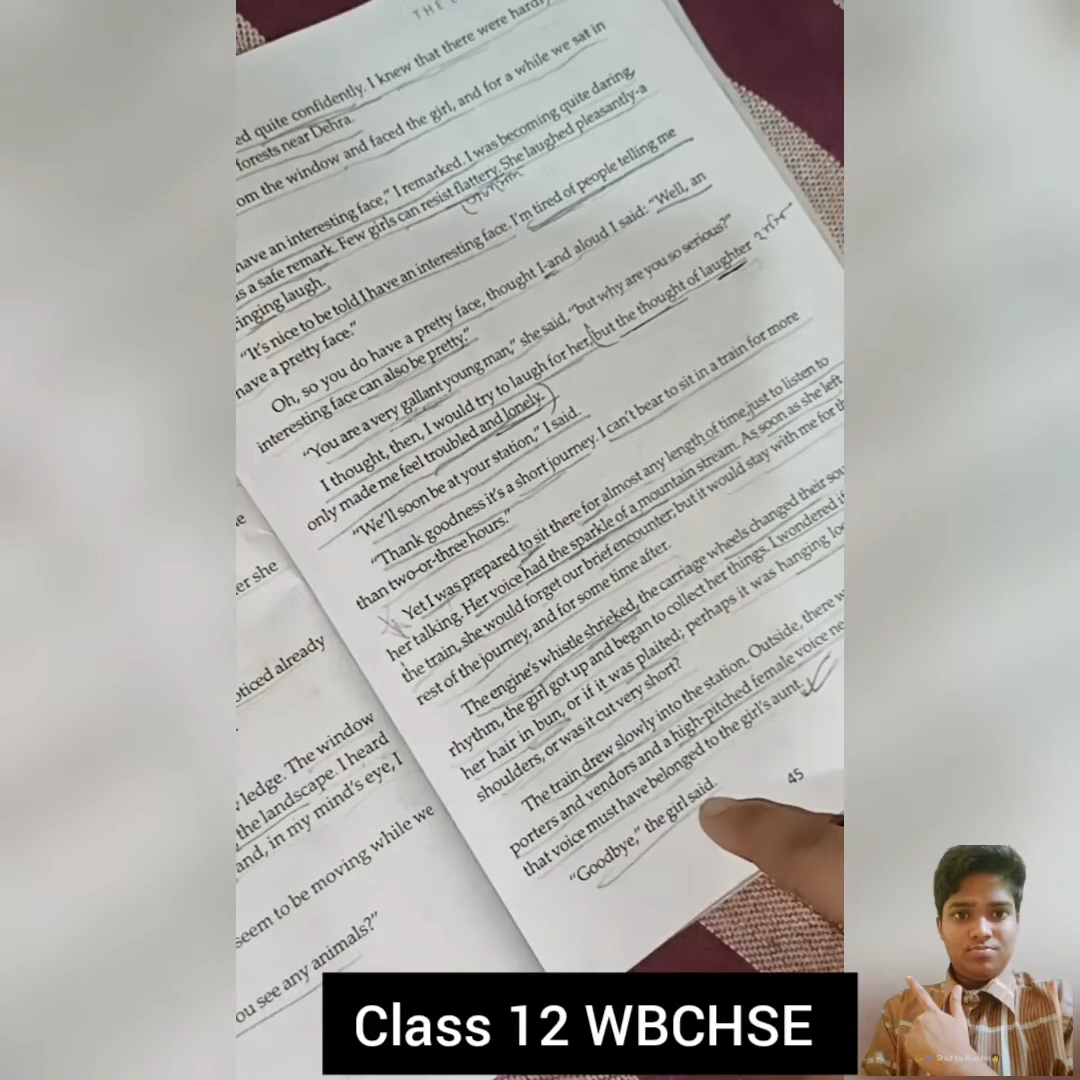 THE
ed quite confidently. I knew that there were hardly
forests near Dehra.
om the window and faced the girl, and for a while we sat in
have an interesting face," I remarked. I was becoming quite daring,
is a safe remark. Few girls can resist flattery. She laughed pleasantly-a
inging laugh.
"It's nice to be told I have an interesting face. I'm tired of people telling me
have a pretty face."
Oh, so you do have a pretty face, thought I-and aloud I said: "Well, an
interesting face can also be pretty."
"You are a very gallant young man," she said, "but why are you so serious?"
I thought, then, I would try to laugh for her, but the thought of laughter
only made me feel troubled and lonely.
"We'll soon be at your station," I said.
"Thank goodness it's a short journey. I can't bear to sit in a train for more
than two-or-three hours."
Yet I was prepared to sit there for almost any length of time, just to listen to
her talking. Her voice had the sparkle of a mountain stream. As soon as she left
the train, she would forget our brief encounter; but it would stay with me for th
rest of the journey, and for some time after.
The engine's whistle shrieked, the carriage wheels changed their sou
rhythm, the girl got up and began to collect her things. I wondered if
her hair in bun, or if it was plaited; perhaps it was hanging loo
shoulders, or was it cut very short?
The train drew slowly into the station. Outside, there w
porters and vendors and a high-pitched female voice ne
that voice must have belonged to the girl's aunt.
"Goodbye," the girl said.
45
er she
oticed already
ledge. The window
the landscape. I heard
and, in my mind's eye, I
seem to be moving while we
ou see any animals?"
Class 12 WBCHSE